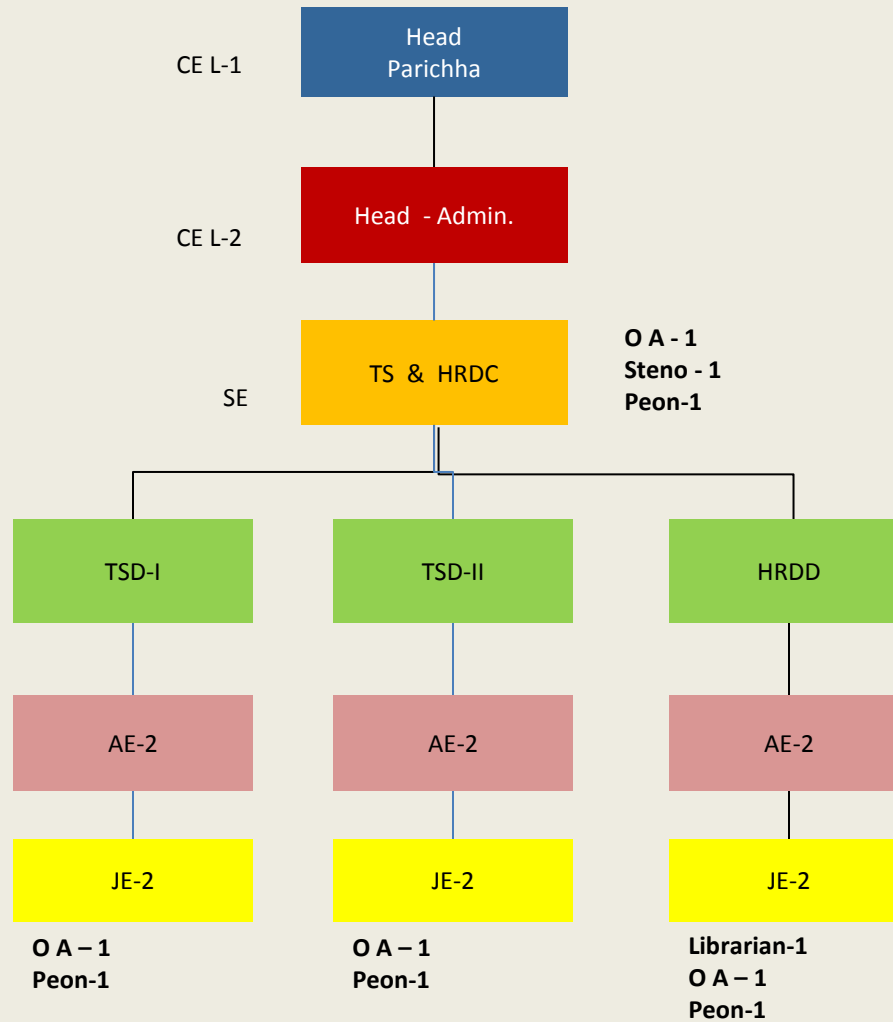 Head
Parichha
CE L-1
Head - Admin.
CE L-2
TS & HRDC
SE
O A - 1
Steno - 1
Peon-1
TSD-I
TSD-II
HRDD
AE-2
AE-2
AE-2
JE-2
JE-2
JE-2
O A – 1
Peon-1
O A – 1
Peon-1
Librarian-1
O A – 1
Peon-1